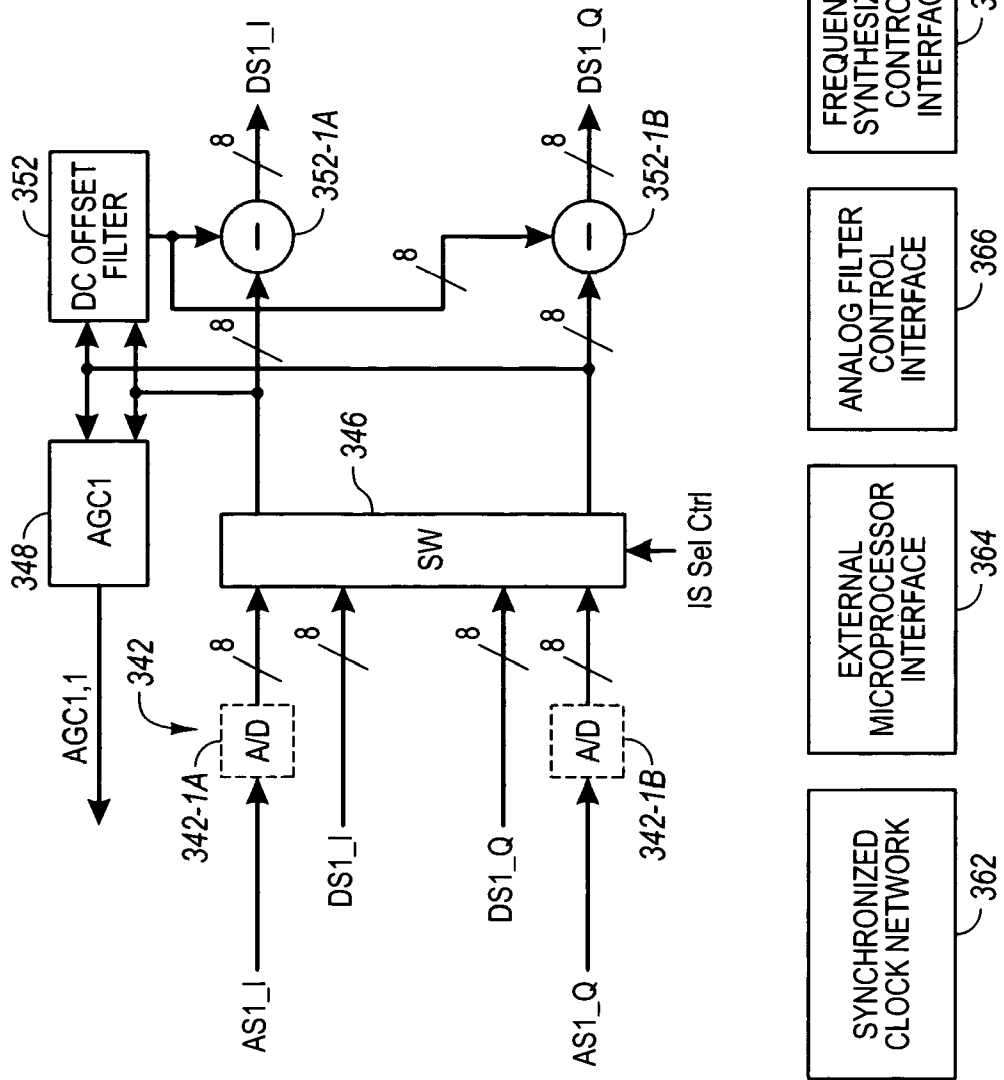 352
DC OFFSET
FILTER
348
AGC1
AGC1,1
DS1_I
8
352-1A
8
8
346
342
8
A/D
342-1A
AS1_I
8
DS1_I
SW
DS1_Q
8
352-1B
8
8
DS1_Q
8
A/D
342-1B
AS1_Q
IS Sel Ctrl
SYNCHRONIZED
CLOCK NETWORK
362
EXTERNAL
MICROPROCESSOR
INTERFACE
364
ANALOG FILTER
CONTROL
INTERFACE
366